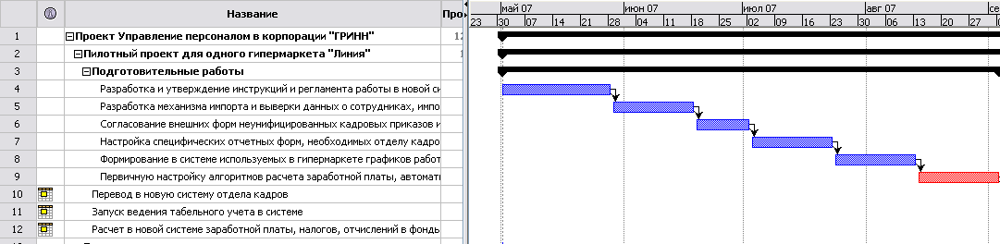 Название
Про
май 07
июн 07
июл 07
авг 07
се
23 30 07 14 21 28 04 11 18 25 02 09 16 23 30 06 13 20 27 03
1 Проект Управление персоналом в корпорации "ГРИНН" 12
2 Пилотный проект для одного гипермаркета "Линия" 1
3 Подготовительные работы
4 Разработка и утверждение инструкций и регламента работы в новой си
5 Разработка механизма импорта и выверки данных о сотрудниках, импо
6 Согласование внешних форм неунифицированных кадровых приказов и
7 Настройка специфических отчетных форм, необходимых отделу кадро
8 Формирование в системе используемых в гипермаркете графиков работ
9 Первичную настройку алгоритмов расчета заработной платы, автомат
10 Перевод в новую систему отдела кадров
11 Запуск ведения табельного учета в системе
12 Расчет в новой системе заработной платы, налогов, отчислений в фонды